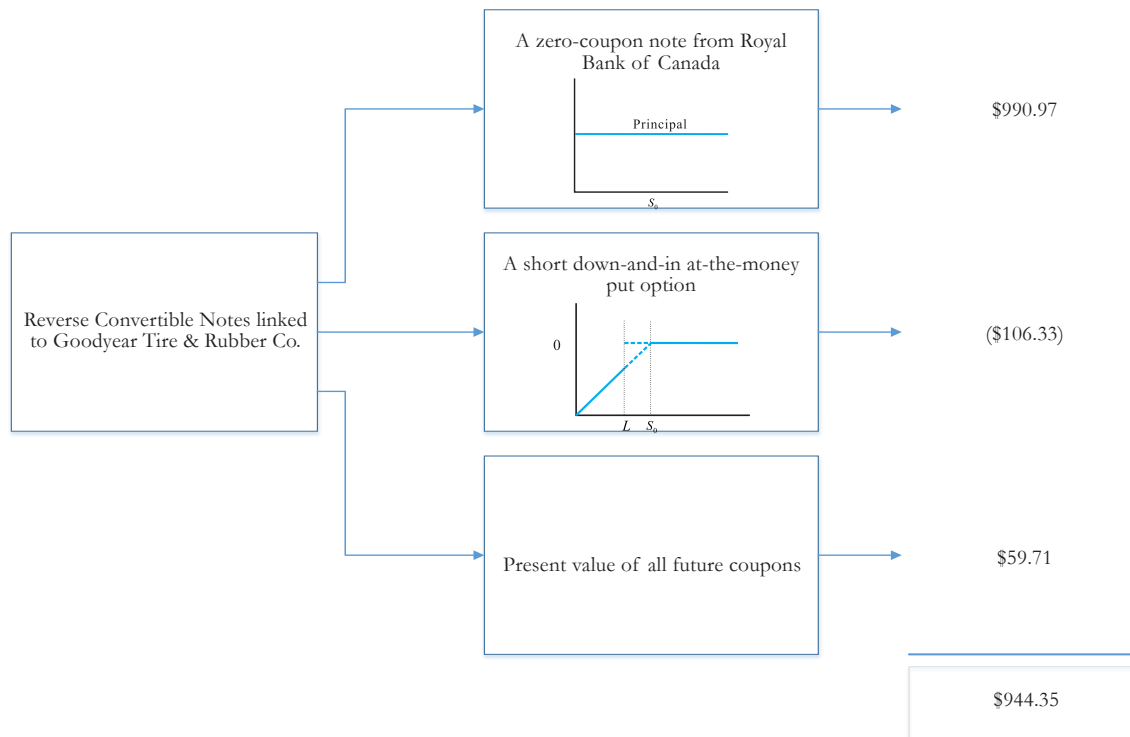 A zero-coupon note from Royal
Bank of Canada
Principal
S₀
$990.97
Reverse Convertible Notes linked
to Goodyear Tire & Rubber Co.
A short down-and-in at-the-money
put option
0
L S₀
($106.33)
Present value of all future coupons
$59.71
$944.35